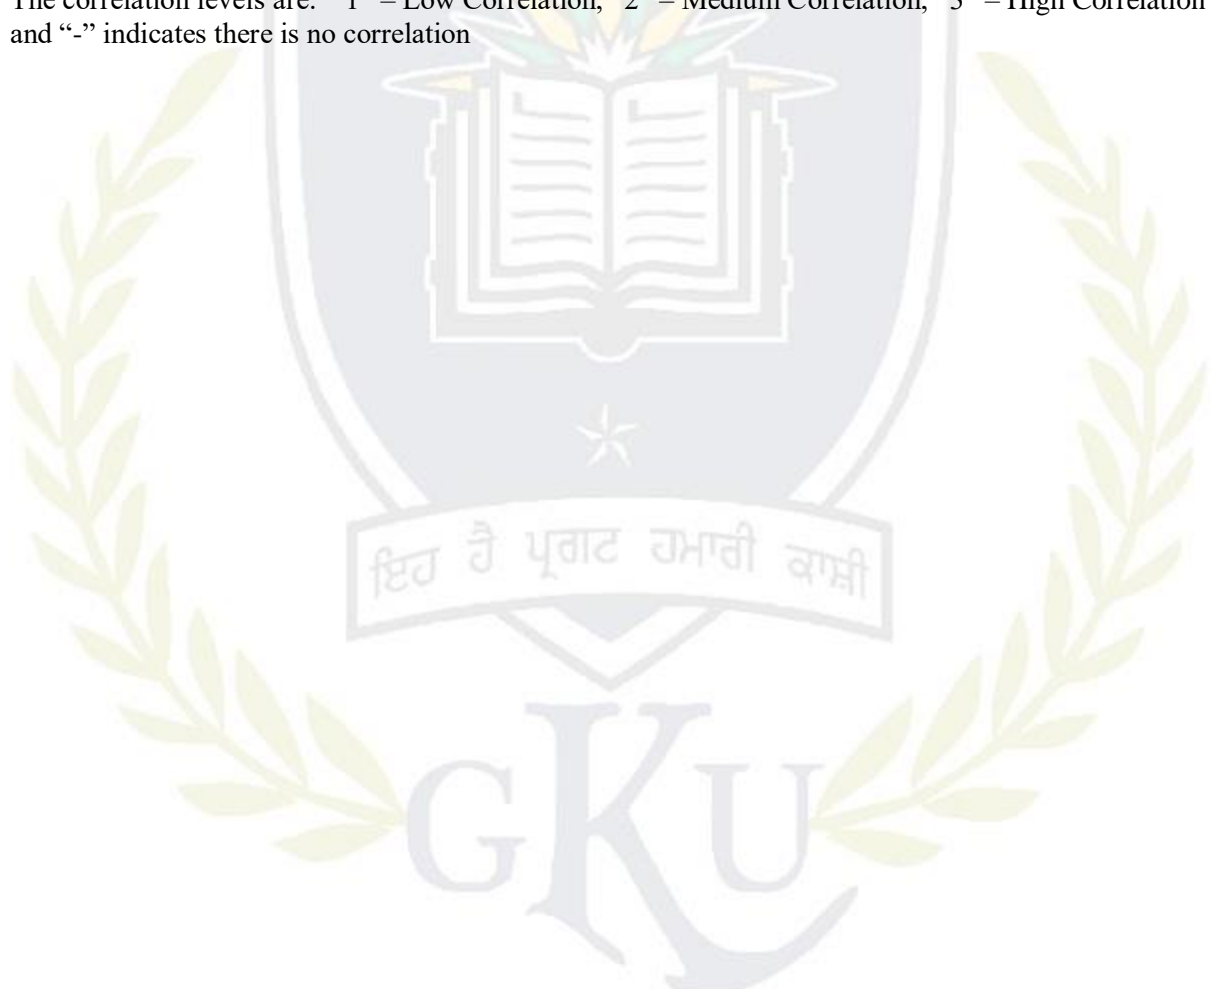 The correlation levels are: “1” – Low Correlation, “2” – Medium Correlation, “3” – High Correlation
and “-” indicates there is no correlation
ਇਹ ਹੈ ਪ੍ਰਗਟ ਹਮਾਰੀ ਕਾਸ਼ੀ
GKU